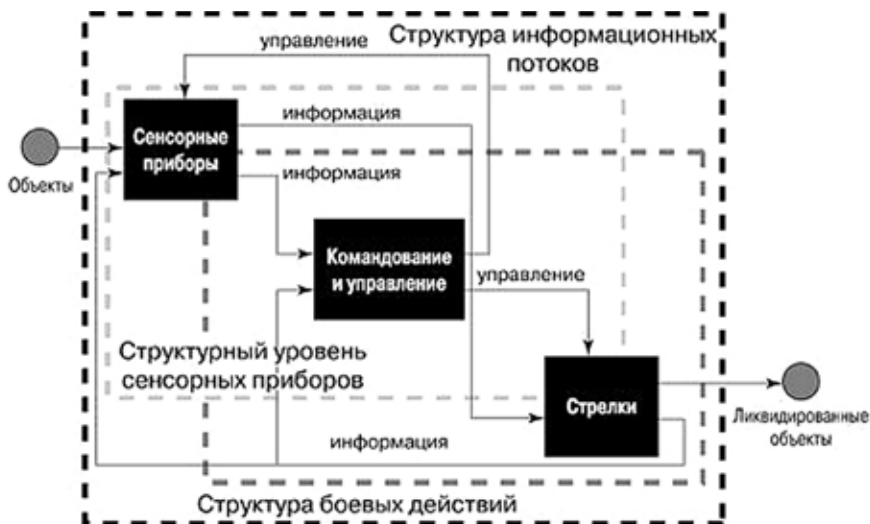 управление
Структура информационных
потоков
информация
Сенсорные
приборы
Объекты
информация
Командование
и управление
управление
Структурный уровень
сенсорных приборов
Стрелки
Ликвидированные
объекты
информация
Структура боевых действий